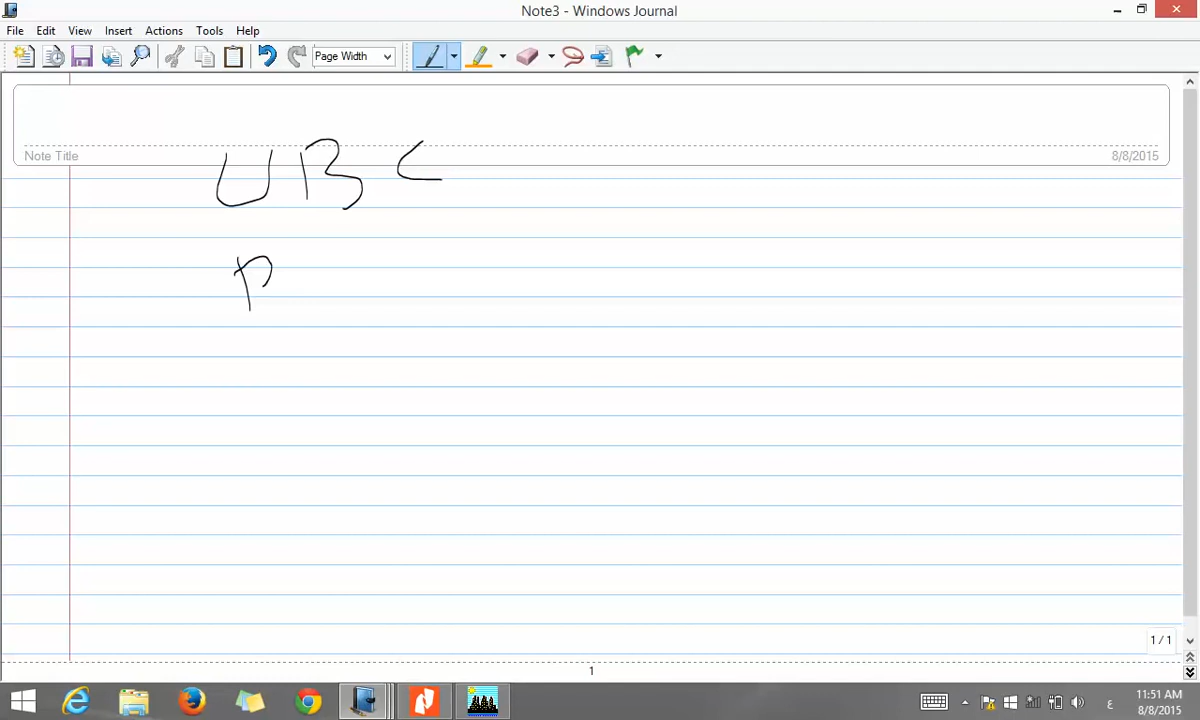 Note3 - Windows Journal
File Edit View Insert Actions Tools Help
Page Width
UBC
Note Title
8/8/2015
P
1 / 1
1
ع
11:51 AM
8/8/2015